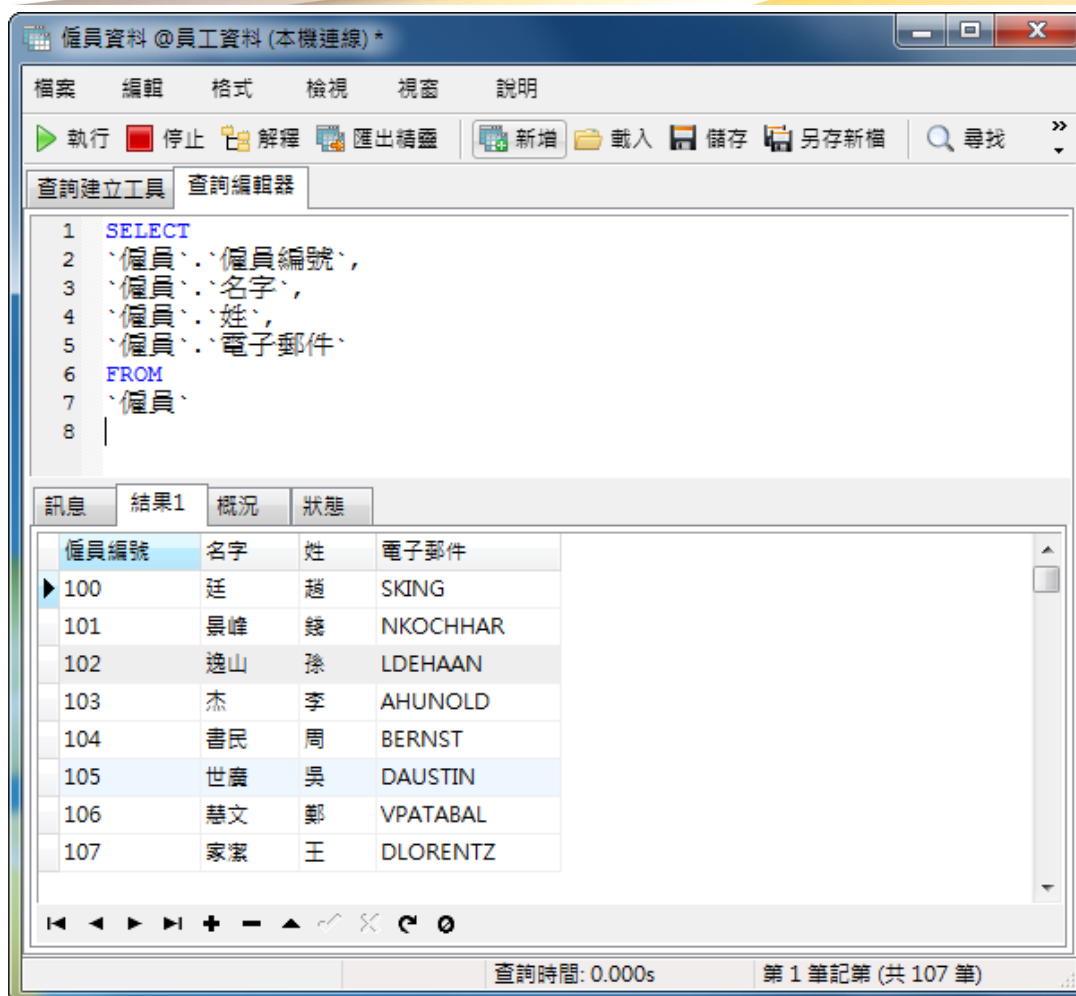 僱員資料 @員工資料 (本機連線) *
檔案 編輯 格式 檢視 視窗 說明
執行 停止 解釋 匯出精靈 新增 載入 儲存 另存新檔 尋找 »
查詢建立工具 查詢編輯器
1 SELECT
2 `僱員`.`僱員編號`,
3 `僱員`.`名字`,
4 `僱員`.`姓`,
5 `僱員`.`電子郵件`
6 FROM
7 `僱員`
8
訊息 結果1 概況 狀態
僱員編號 名字 姓 電子郵件
100 廷 趙 SKING
101 景峰 錢 NKOCHHAR
102 逸山 孫 LDEHAAN
103 杰 李 AHUNOLD
104 書民 周 BERNST
105 世廣 吳 DAUSTIN
106 慧文 鄭 VPATABAL
107 家潔 王 DLORENTZ
查詢時間: 0.000s 第 1 筆記第 (共 107 筆)